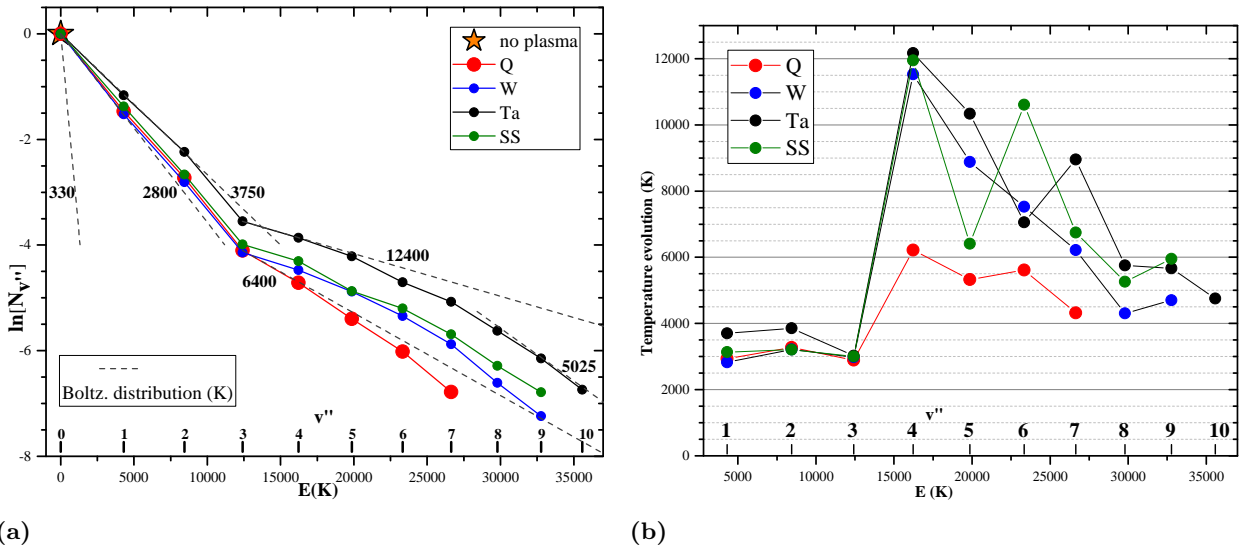 0
-2
-4
-6
-8
ln[N_v'']
no plasma
Q
W
Ta
SS
330
2800
3750
12400
6400
5025
Boltz. distribution (K)
v''
0 1 2 3 4 5 6 7 8 9 10
0 5000 10000 15000 20000 25000 30000 35000
E(K)
(a)
12000
10000
8000
6000
4000
2000
0
Temperature evolution (K)
Q
W
Ta
SS
v''
1 2 3 4 5 6 7 8 9 10
5000 10000 15000 20000 25000 30000 35000
E (K)
(b)